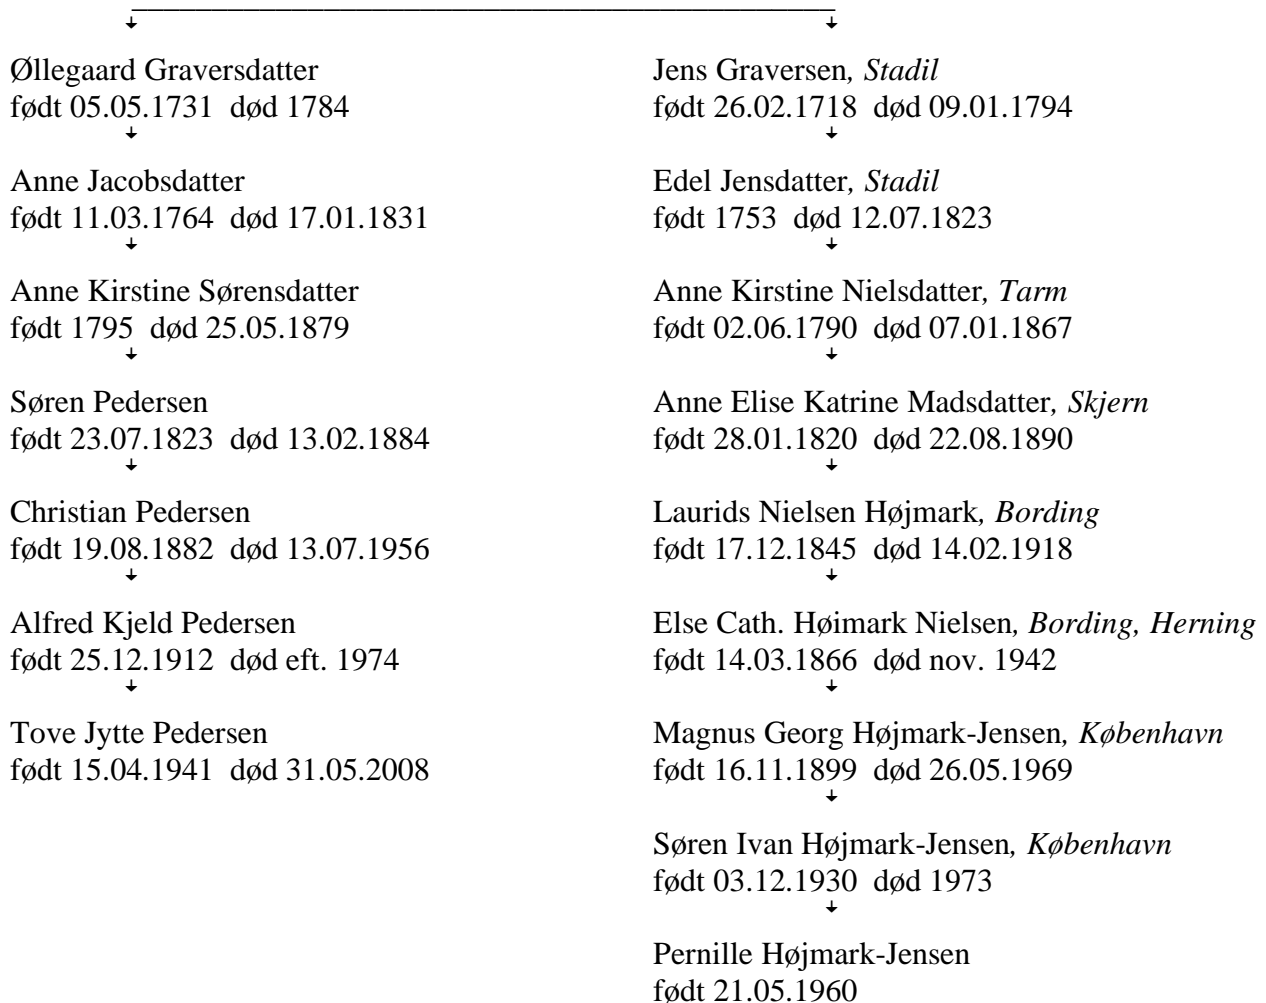 Øllegaard Graversdatter
født 05.05.1731 død 1784
Anne Jacobsdatter
født 11.03.1764 død 17.01.1831
Anne Kirstine Sørensdatter
født 1795 død 25.05.1879
Søren Pedersen
født 23.07.1823 død 13.02.1884
Christian Pedersen
født 19.08.1882 død 13.07.1956
Alfred Kjeld Pedersen
født 25.12.1912 død eft. 1974
Tove Jytte Pedersen
født 15.04.1941 død 31.05.2008
Jens Graversen, Stadil
født 26.02.1718 død 09.01.1794
Edel Jensdatter, Stadil
født 1753 død 12.07.1823
Anne Kirstine Nielsdatter, Tarm
født 02.06.1790 død 07.01.1867
Anne Elise Katrine Madsdatter, Skjern
født 28.01.1820 død 22.08.1890
Laurids Nielsen Højmark, Bording
født 17.12.1845 død 14.02.1918
Else Cath. Høimark Nielsen, Bording, Herning
født 14.03.1866 død nov. 1942
Magnus Georg Højmark-Jensen, København
født 16.11.1899 død 26.05.1969
Søren Ivan Højmark-Jensen, København
født 03.12.1930 død 1973
Pernille Højmark-Jensen
født 21.05.1960